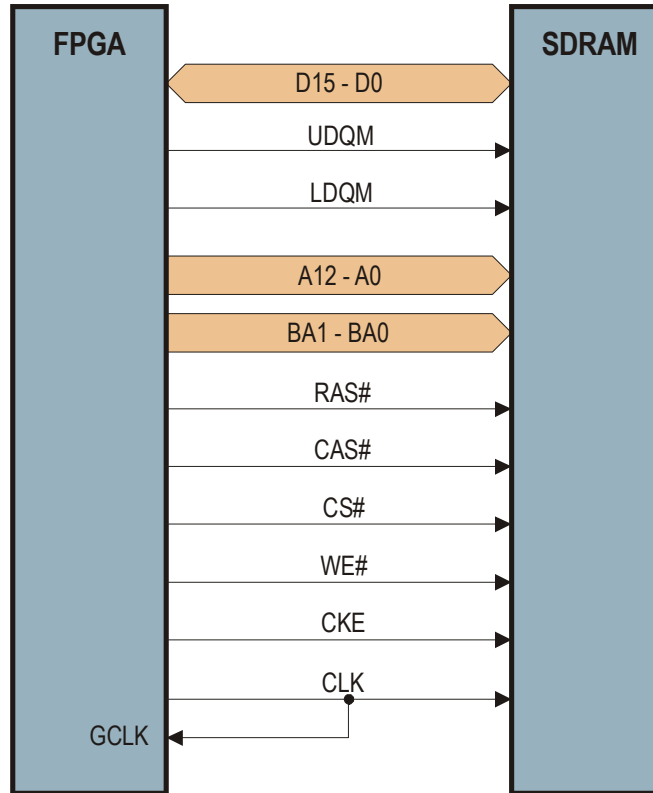 FPGA
SDRAM
D15 - D0
UDQM
LDQM
A12 - A0
BA1 - BA0
RAS#
CAS#
CS#
WE#
CKE
CLK
GCLK